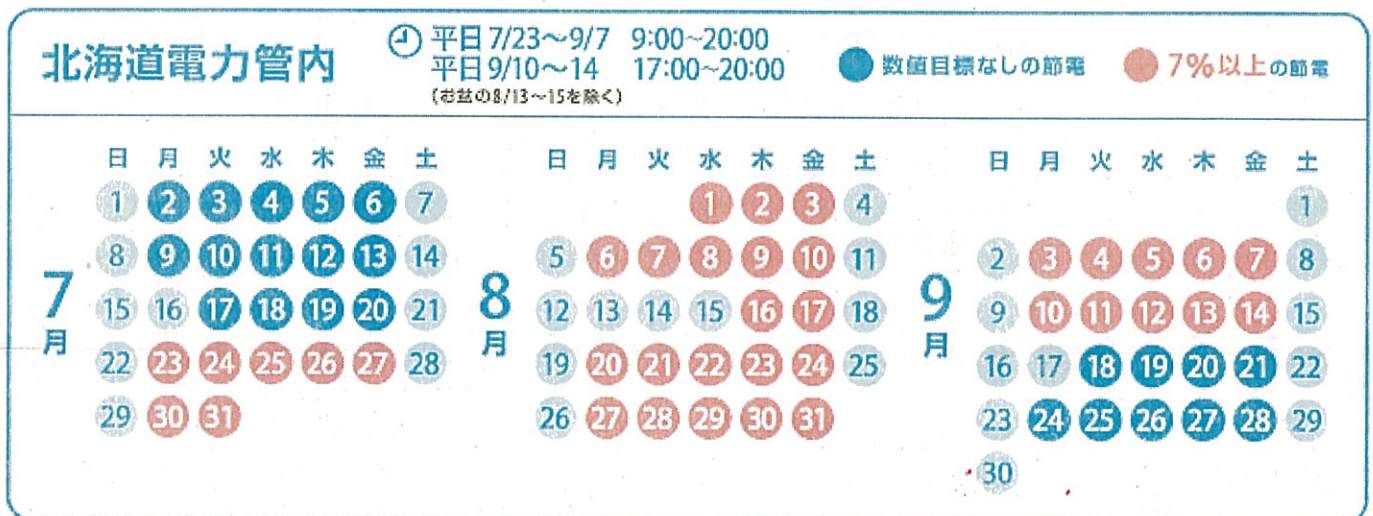 北海道電力管内
平日7/23～9/7 9:00~20:00
平日9/10～14 17:00~20:00
(お盆の8/13～15を除く)
数値目標なしの節電
7%以上の節電
7月
日 月 火 水 木 金 土
1 2 3 4 5 6 7
8 9 10 11 12 13 14
15 16 17 18 19 20 21
22 23 24 25 26 27 28
29 30 31
8月
日 月 火 水 木 金 土
1 2 3 4
5 6 7 8 9 10 11
12 13 14 15 16 17 18
19 20 21 22 23 24 25
26 27 28 29 30 31
9月
日 月 火 水 木 金 土
1
2 3 4 5 6 7 8
9 10 11 12 13 14 15
16 17 18 19 20 21 22
23 24 25 26 27 28 29
30